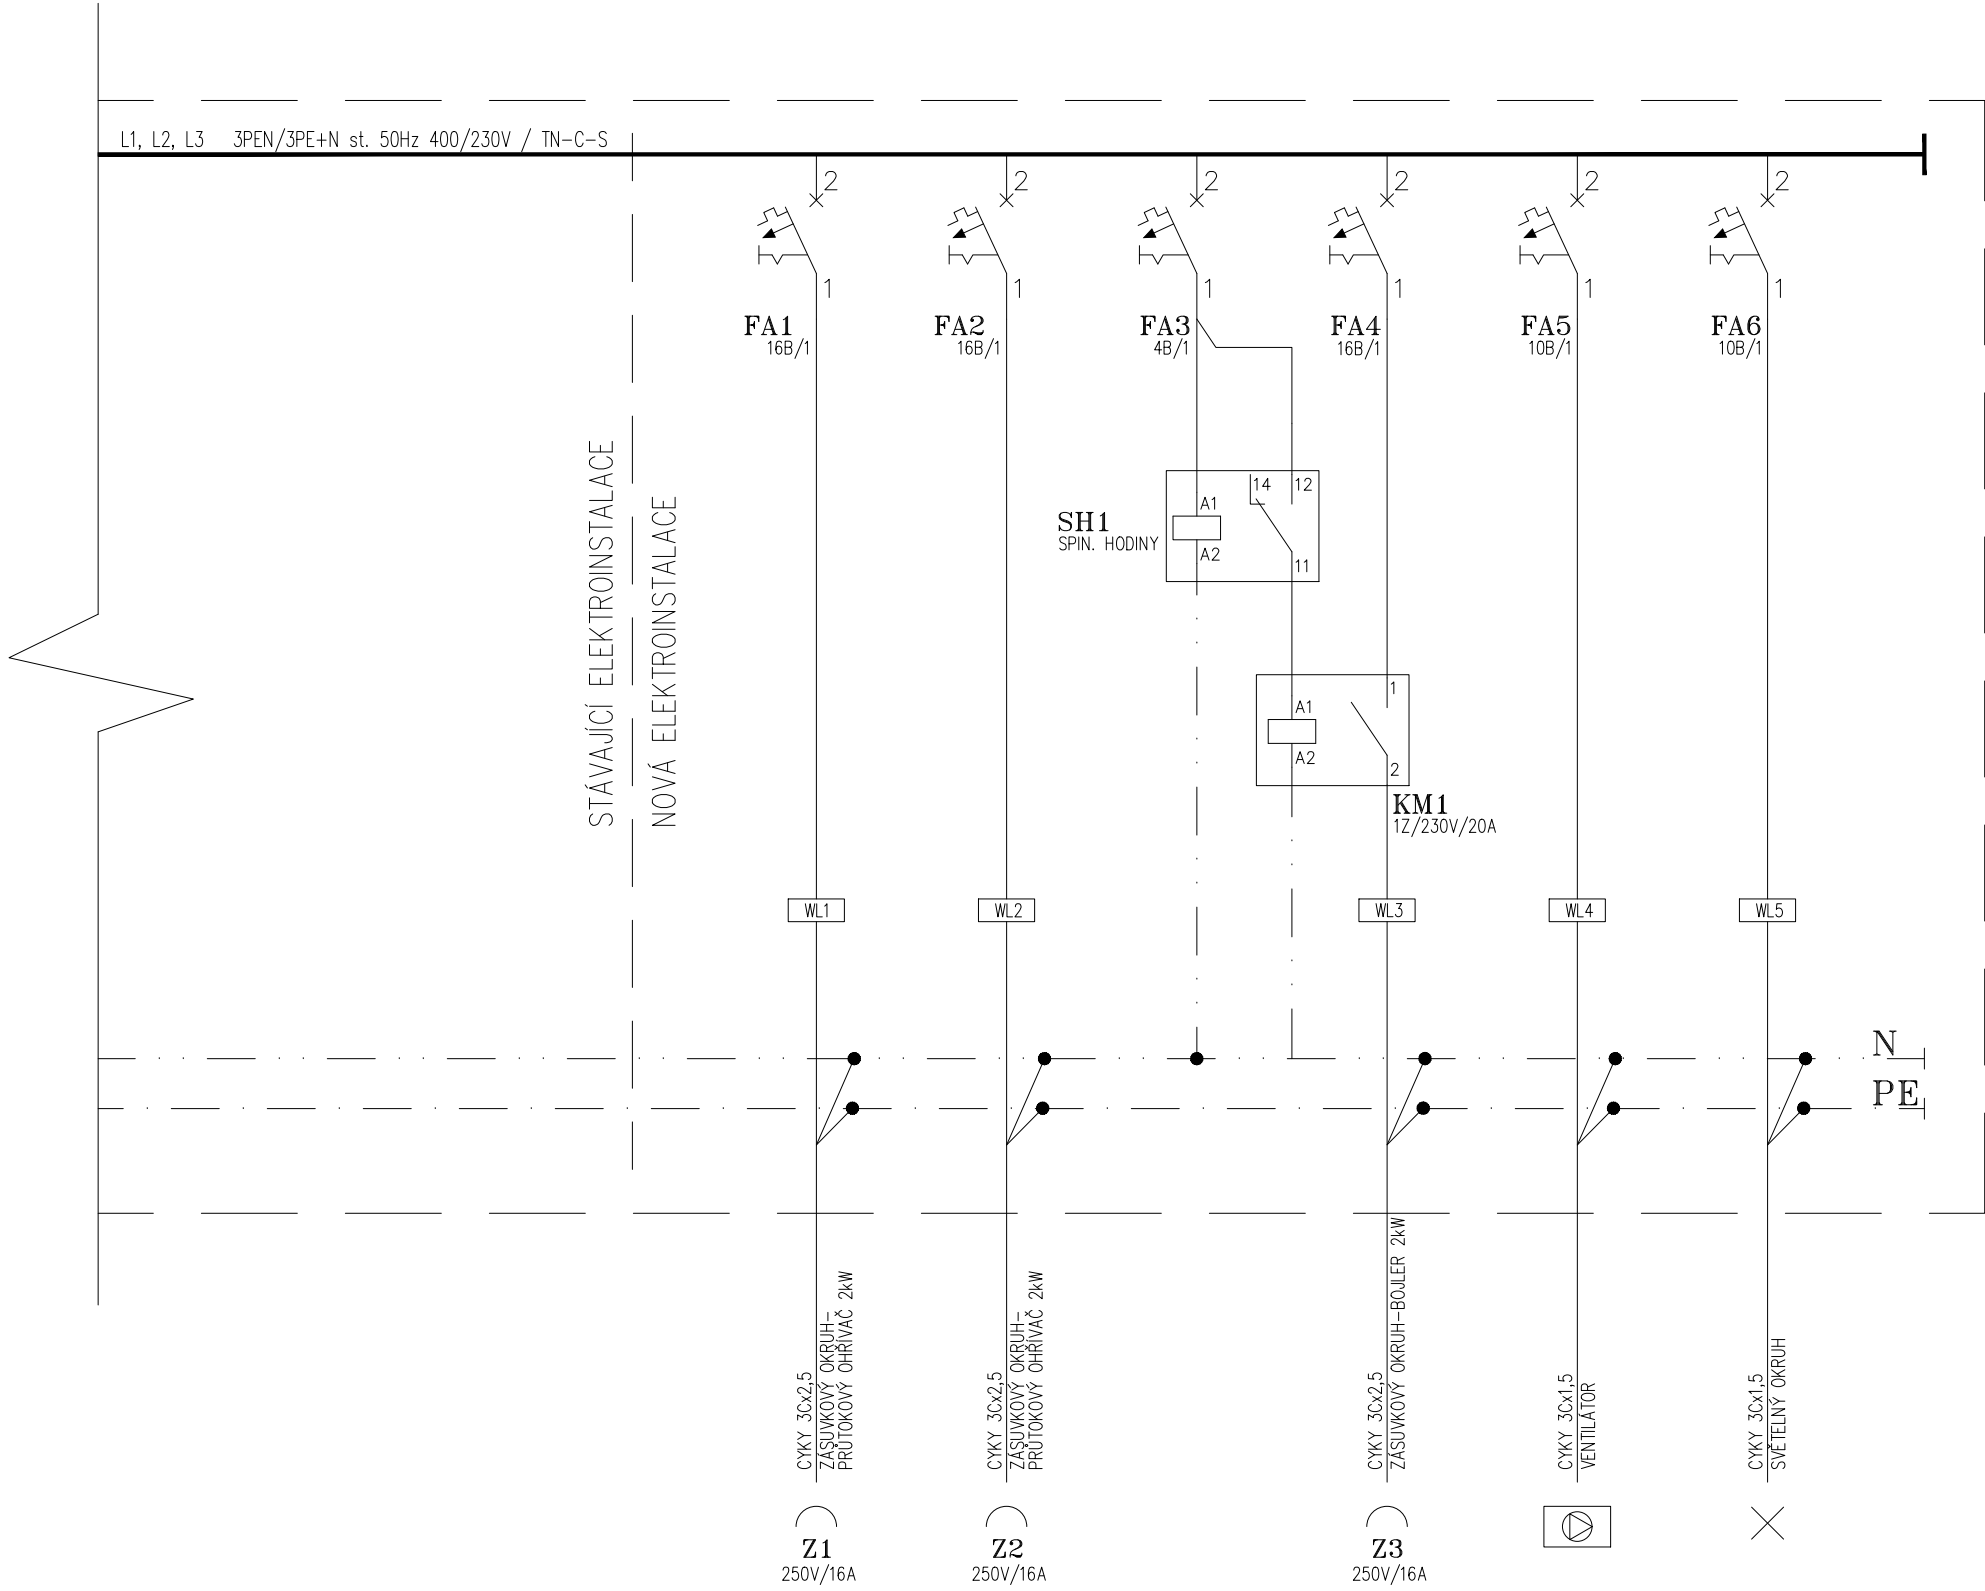 L1, L2, L3 3PEN/3PE+N st. 50Hz 400/230V / TN-C-S
2
2
2
2
2
2
1
1
1
1
1
1
FA1
16B/1
FA2
16B/1
FA3
4B/1
FA4
16B/1
FA5
10B/1
FA6
10B/1
STÁVAJÍCÍ ELEKTROINSTALACE
NOVÁ ELEKTROINSTALACE
SH1
SPIN. HODINY
14
12
A1
A2
11
1
A1
A2
2
KM1
1Z/230V/20A
WL1
WL2
WL3
WL4
WL5
N
PE
CYKY 3Cx2,5
ZÁSUVKOVÝ OKRUH-
PRŮTOKOVÝ OHŘÍVAČ 2kW
CYKY 3Cx2,5
ZÁSUVKOVÝ OKRUH-
PRŮTOKOVÝ OHŘÍVAČ 2kW
CYKY 3Cx2,5
ZÁSUVKOVÝ OKRUH-BOJLER 2kW
CYKY 3Cx1,5
VENTILÁTOR
CYKY 3Cx1,5
SVĚTELNÝ OKRUH
Z1
250V/16A
Z2
250V/16A
Z3
250V/16A